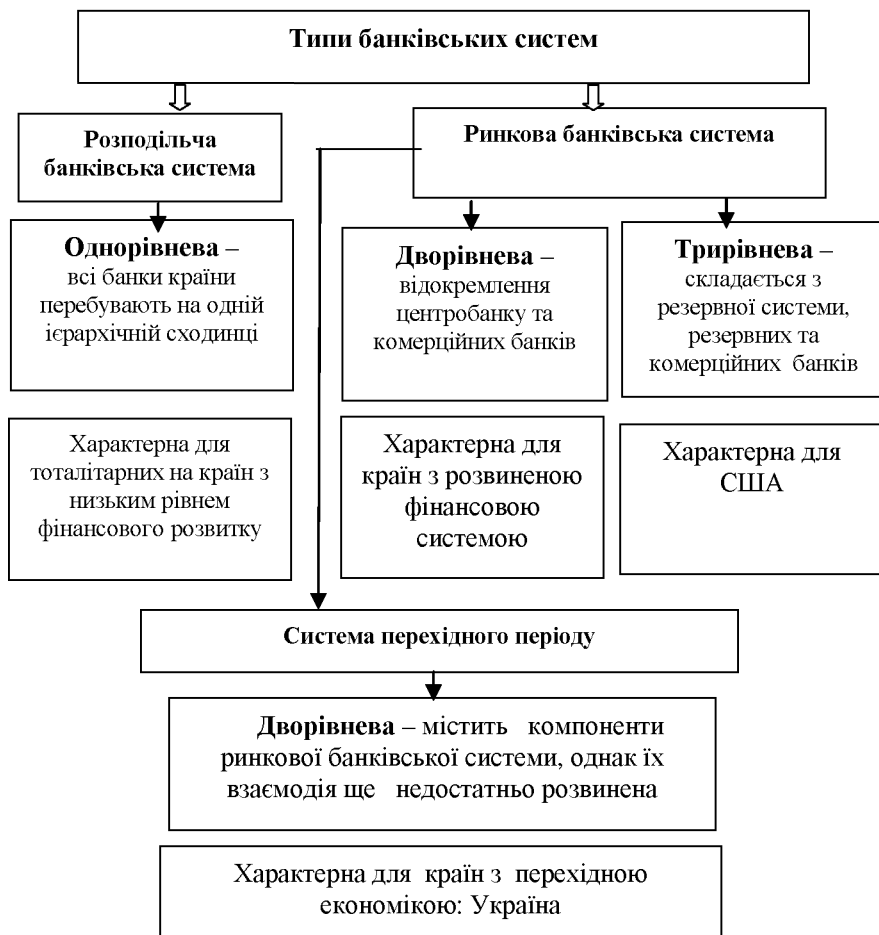 Типи банківських систем
Розподільча
банківська система
Ринкова банківська система
Однорівнева –
всі банки країни
перебувають на одній
ієрархічній сходинці
Дворівнева –
відокремлення
центробанку та
комерційних банків
Трирівнева –
складається з
резервної системи,
резервних та
комерційних банків
Характерна для
тоталітарних на країн з
низьким рівнем
фінансового розвитку
Характерна для
країн з розвиненою
фінансовою
системою
Характерна для
США
Система перехідного періоду
Дворівнева – містить компоненти
ринкової банківської системи, однак їх
взаємодія ще недостатньо розвинена
Характерна для країн з перехідною
економікою: Україна